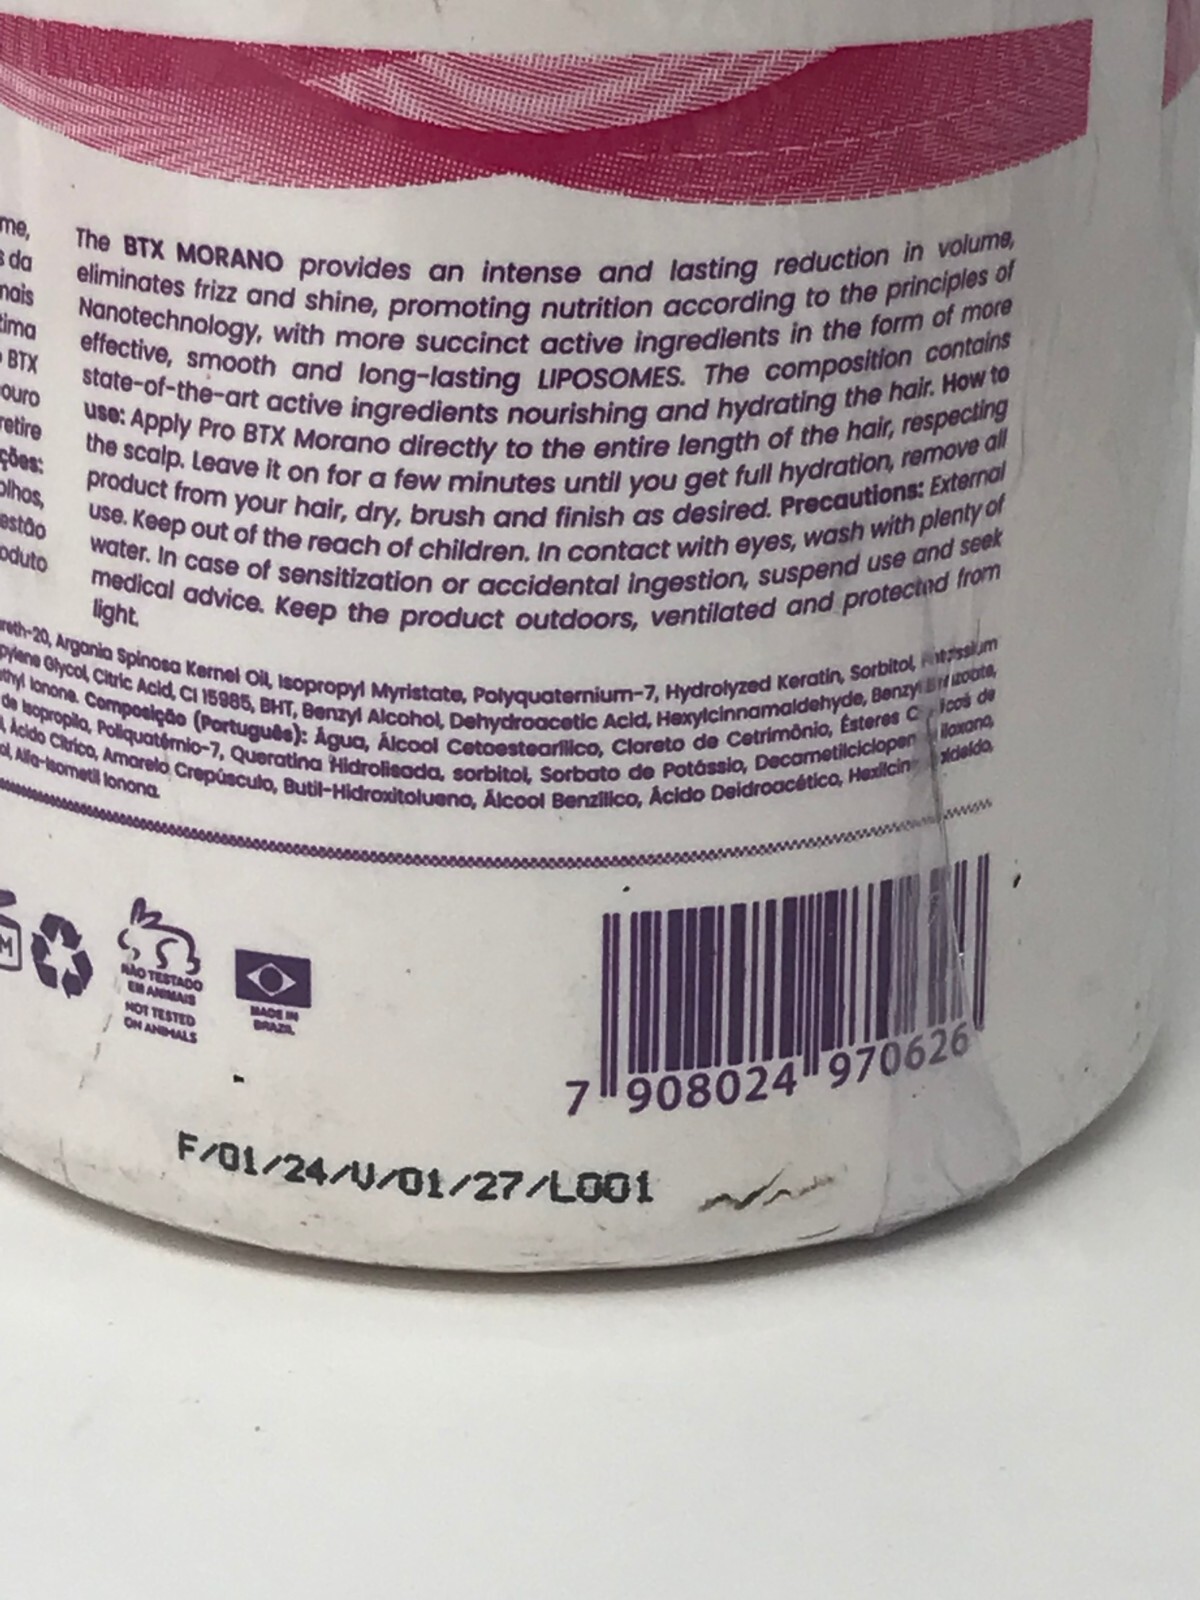 me,
s da
mais
tima
BTX
ouro
retire
ções:
olhos,
estão
oduto
The BTX MORANO provides an intense and lasting reduction in volume,
eliminates frizz and shine, promoting nutrition according to the principles of
Nanotechnology, with more succinct active ingredients in the form of more
effective, smooth and long-lasting LIPOSOMES. The composition contains
state-of-the-art active ingredients nourishing and hydrating the hair. How to
use: Apply Pro BTX Morano directly to the entire length of the hair, respecting
the scalp. Leave it on for a few minutes until you get full hydration, remove all
product from your hair, dry, brush and finish as desired. Precautions: External
use. Keep out of the reach of children. In contact with eyes, wash with plenty of
water. In case of sensitization or accidental ingestion, suspend use and seek
medical advice. Keep the product outdoors, ventilated and protected from
light.
reth-20, Argania Spinosa Kernel Oil, Isopropyl Myristate, Polyquaternium-7, Hydrolyzed Keratin, Sorbitol, Potassium
pylene Glycol, Citric Acid, CI 15985, BHT, Benzyl Alcohol, Dehydroacetic Acid, Hexylcinnamaldehyde, Benzyl Benzoate,
thyl Ionone. Composição (Português): Água, Álcool Cetoestearílico, Cloreto de Cetrimônio, Ésteres de
de Isopropila, Poliquatérnio-7, Queratina Hidrolisada, sorbitol, Sorbato de Potássio,
Ácido Cítrico, Amarelo Crepúsculo, Butil-Hidroxitolueno, Álcool Benzílico, Ácido Deidroacético,
ol, Alfa-Isometil Ionona.
M
NÃO TESTADO
EM ANIMAIS
NOT TESTED
ON ANIMALS
MADE IN
BRAZIL
7 908024 970626
F/01/24/V/01/27/L001